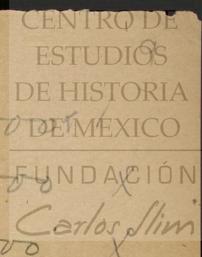 CENTRO DE
ESTUDIOS
DE HISTORIA
DE MÉXICO
FUNDACIÓN
Carlos Slim